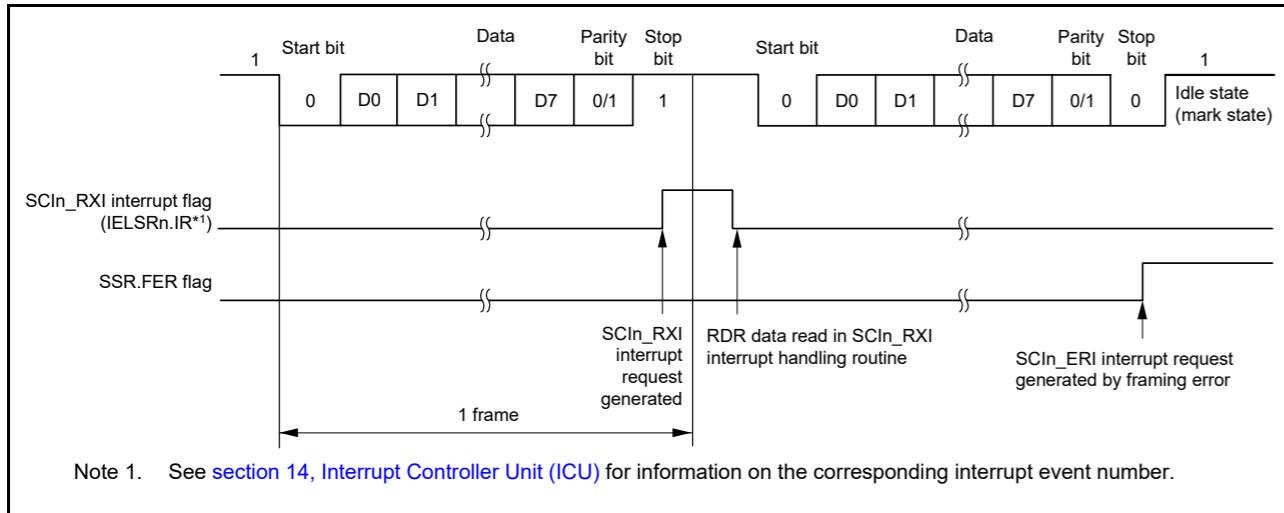 1
Start bit
Data
Parity
bit
Stop
bit
Start bit
Data
Parity
bit
Stop
bit
1
0 D0 D1 D7 0/1 1 0 D0 D1 D7 0/1 0
Idle state
(mark state)
SCIn_RXI interrupt flag
(IELSRn.IR*1)
SSR.FER flag
SCIn_RXI
interrupt
request
generated
RDR data read in SCIn_RXI
interrupt handling routine
SCIn_ERI interrupt request
generated by framing error
1 frame
Note 1. See section 14, Interrupt Controller Unit (ICU) for information on the corresponding interrupt event number.